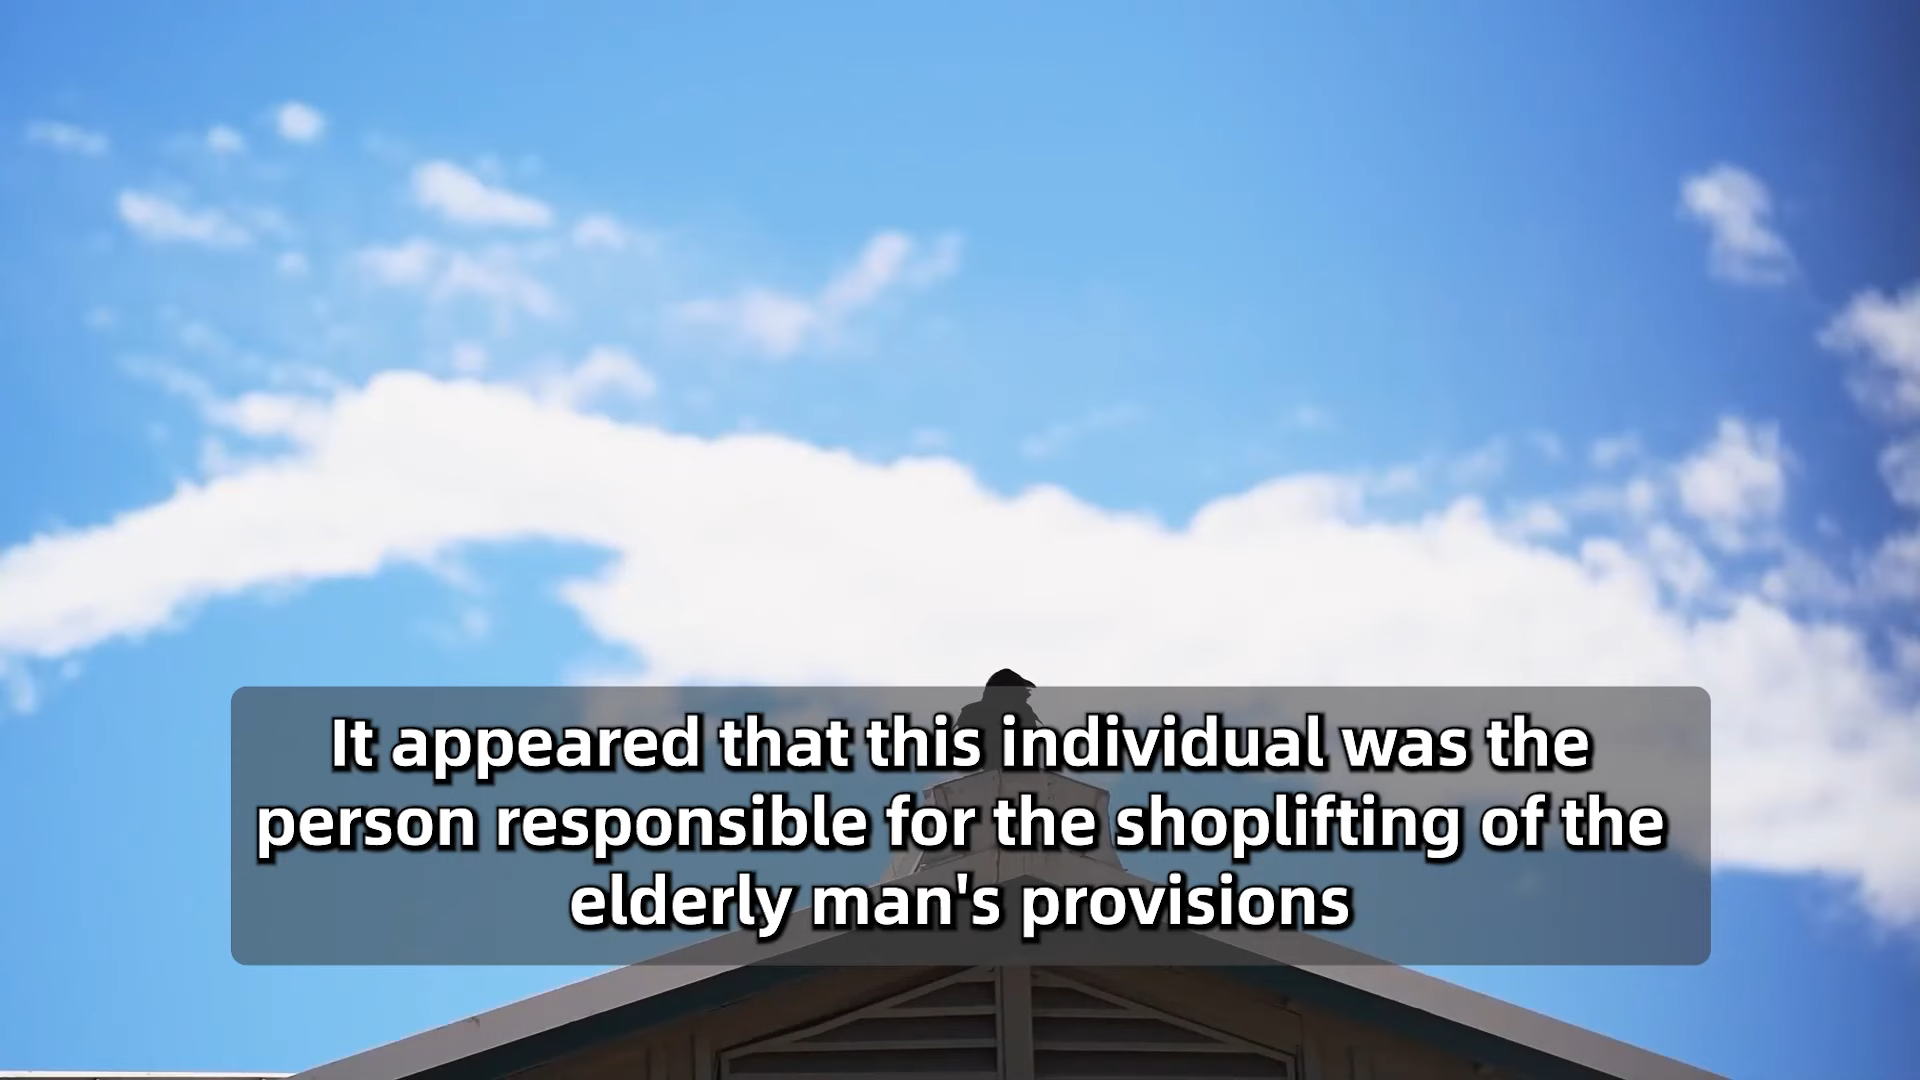 It appeared that this individual was the
person responsible for the shoplifting of the
elderly man's provisions